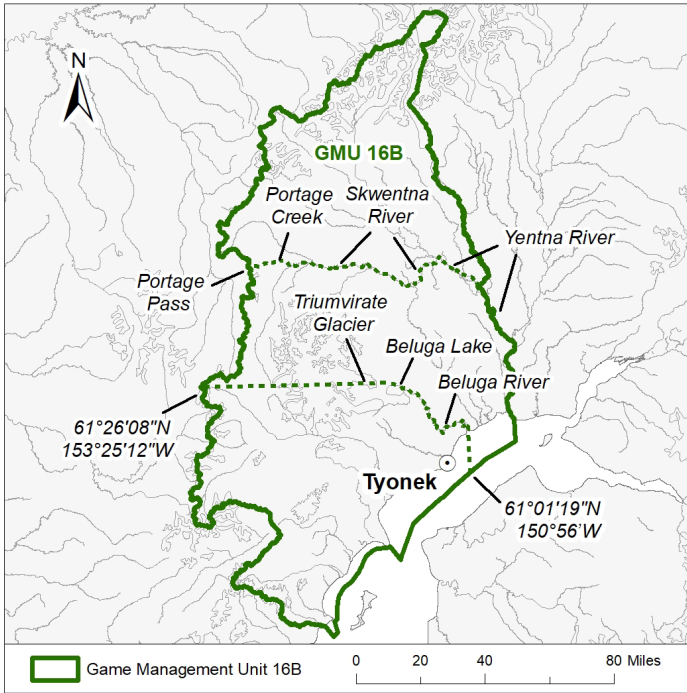 N
GMU 16B
Portage
Creek
Skwentna
River
Yentna River
Portage
Pass
Triumvirate
Glacier
Beluga Lake
Beluga River
61°26'08"N
153°25'12"W
Tyonek
61°01'19"N
150°56'W
Game Management Unit 16B
0 20 40 80 Miles